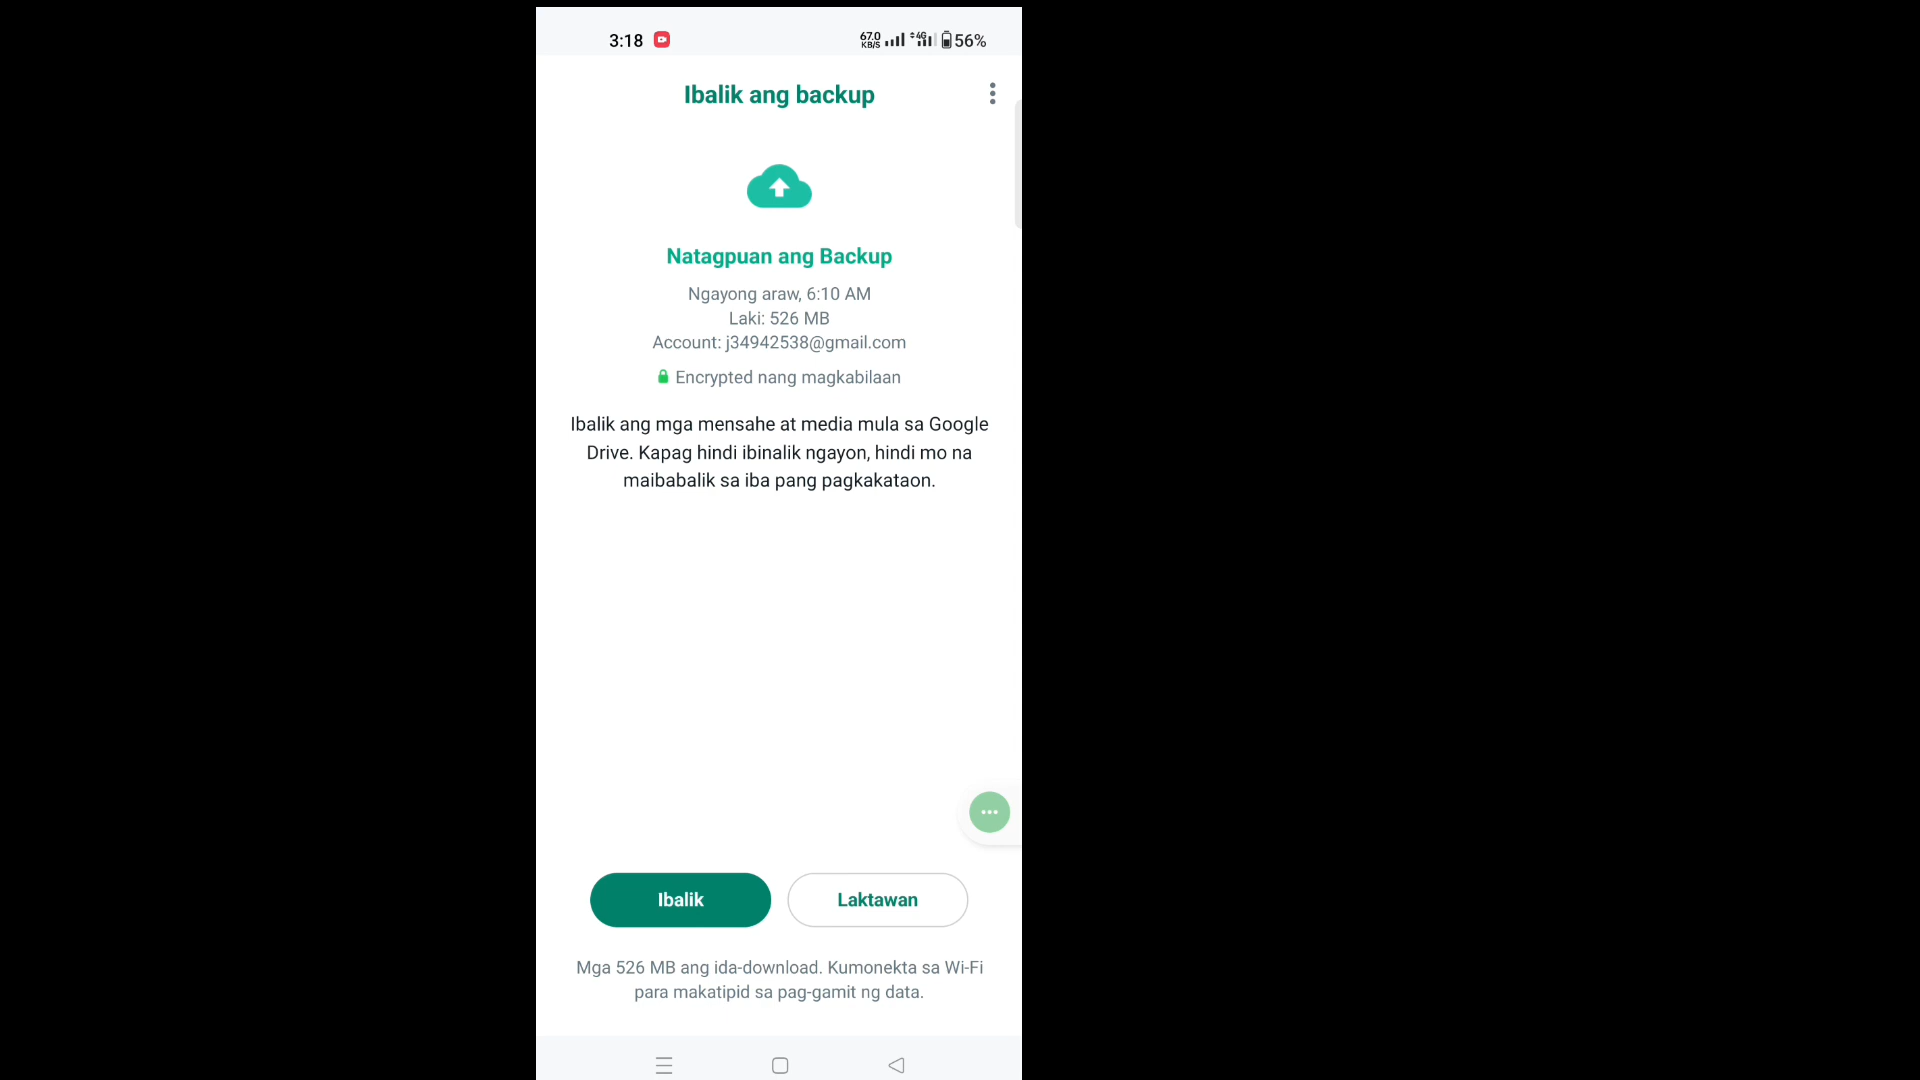 3:18
67.0 KB/S 4G 56%
Ibalik ang backup
Natagpuan ang Backup
Ngayong araw, 6:10 AM
Laki: 526 MB
Account: j34942538@gmail.com
Encrypted nang magkabilaan
Ibalik ang mga mensahe at media mula sa Google
Drive. Kapag hindi ibinalik ngayon, hindi mo na
maibabalik sa iba pang pagkakataon.
Ibalik
Laktawan
Mga 526 MB ang ida-download. Kumonekta sa Wi-Fi
para makatipid sa pag-gamit ng data.